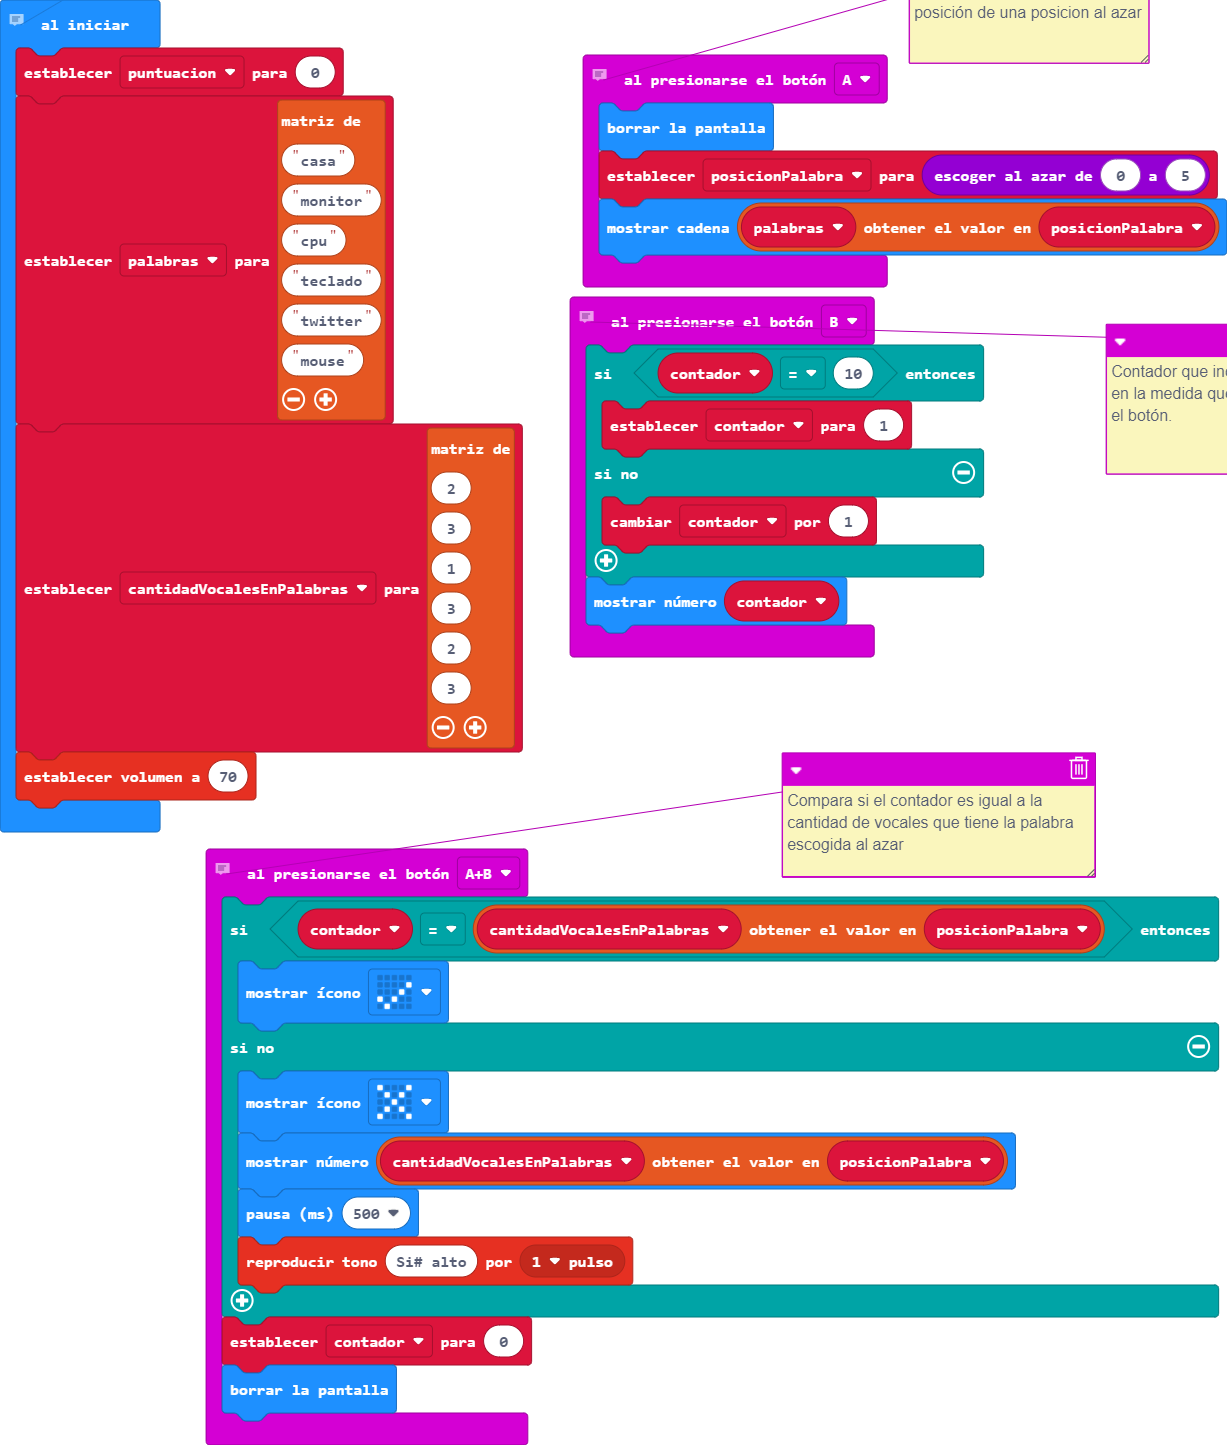 al iniciar
establecer puntuacion para 0
establecer palabras para
matriz de
"casa"
"monitor"
"cpu"
"teclado"
"twitter"
"mouse"
establecer cantidadVocalesEnPalabras para
matriz de
2
3
1
3
2
3
establecer volumen a 70
posición de una posicion al azar
al presionarse el botón A
borrar la pantalla
establecer posicionPalabra para escoger al azar de 0 a 5
mostrar cadena palabras obtener el valor en posicionPalabra
al presionarse el botón B
si contador = 10 entonces
establecer contador para 1
si no
cambiar contador por 1
mostrar número contador
Contador que
en la medida
el botón.
Compara si el contador es igual a la
cantidad de vocales que tiene la palabra
escogida al azar
al presionarse el botón A+B
si contador = cantidadVocalesEnPalabras obtener el valor en posicionPalabra entonces
mostrar ícono
si no
mostrar ícono
mostrar número cantidadVocalesEnPalabras obtener el valor en posicionPalabra
pausa (ms) 500
reproducir tono Si# alto por 1 pulso
establecer contador para 0
borrar la pantalla